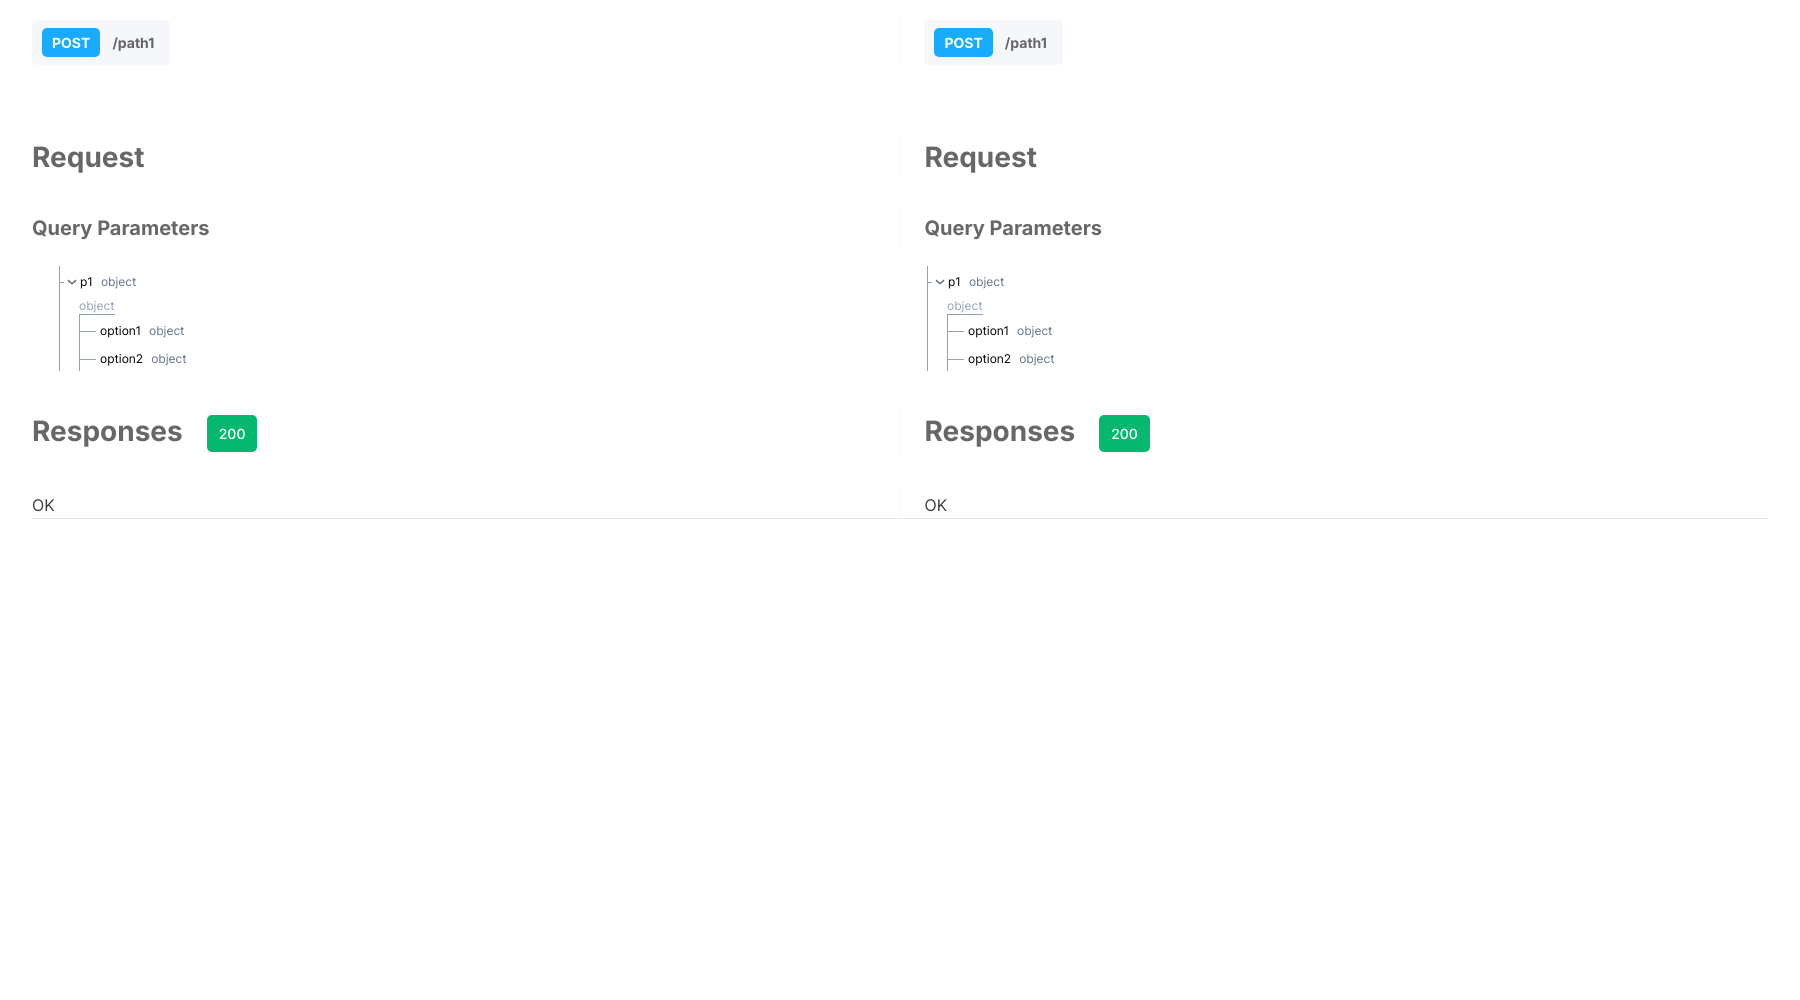 POST /path1
Request
Query Parameters
p1 object
object
option1 object
option2 object
Responses 200
OK
POST /path1
Request
Query Parameters
p1 object
object
option1 object
option2 object
Responses 200
OK